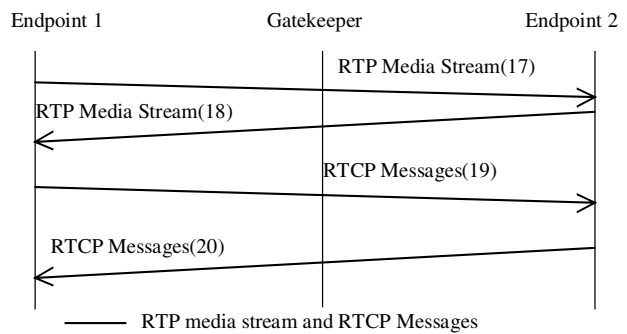 Endpoint 1 Gatekeeper Endpoint 2
RTP Media Stream(17)
RTP Media Stream(18)
RTCP Messages(19)
RTCP Messages(20)
RTP media stream and RTCP Messages